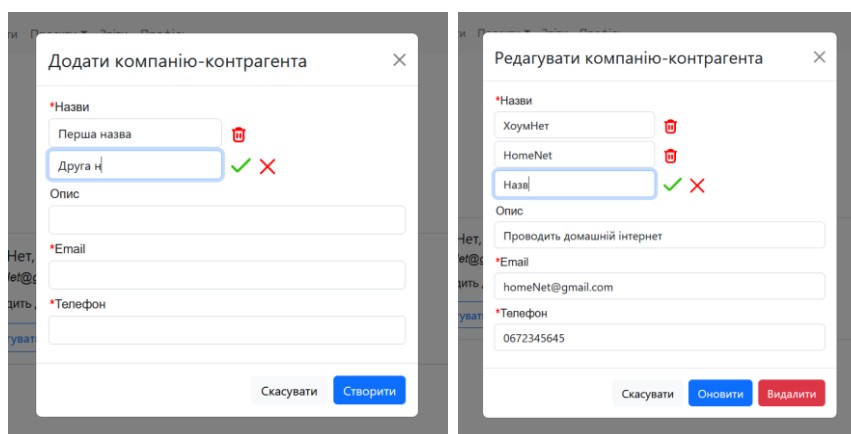 Додати компанію-контрагента
*Назви
Перша назва
Друга н
Опис
*Email
*Телефон
Скасувати Створити
Редагувати компанію-контрагента
*Назви
ХоумНет
HomeNet
Назв
Опис
Проводить домашній інтернет
*Email
homeNet@gmail.com
*Телефон
0672345645
Скасувати Оновити Видалити